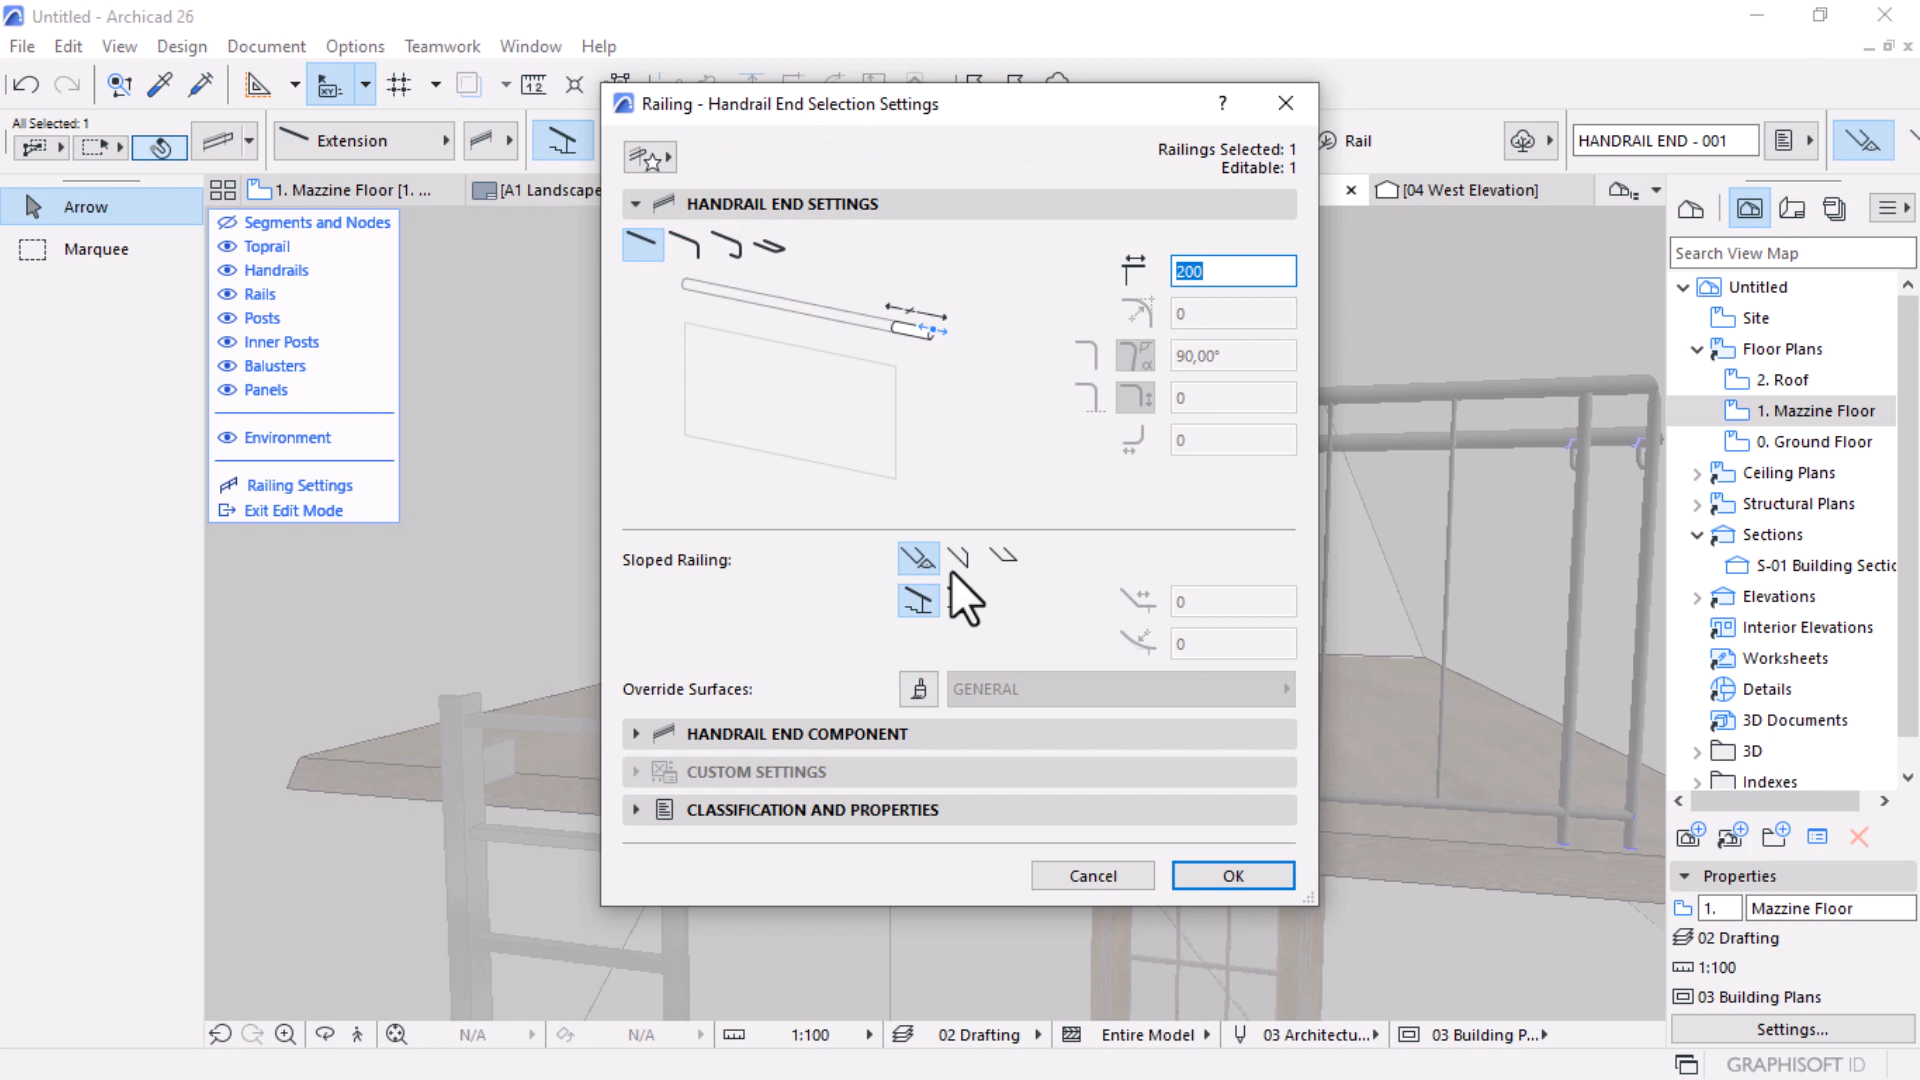 Untitled - Archicad 26
File Edit View Design Document Options Teamwork Window Help
All Selected: 1
Extension
Rail
HANDRAIL END - 001
Arrow
Marquee
1. Mazzine Floor [1. ...
[A1 Landscape
[04 West Elevation]
Segments and Nodes
Toprail
Handrails
Rails
Posts
Inner Posts
Balusters
Panels
Environment
Railing Settings
Exit Edit Mode
Railing - Handrail End Selection Settings
?
Railings Selected: 1
Editable: 1
HANDRAIL END SETTINGS
200
0
90,00°
0
0
Sloped Railing:
0
0
Override Surfaces:
GENERAL
HANDRAIL END COMPONENT
CUSTOM SETTINGS
CLASSIFICATION AND PROPERTIES
Cancel
OK
Search View Map
Untitled
Site
Floor Plans
2. Roof
1. Mazzine Floor
0. Ground Floor
Ceiling Plans
Structural Plans
Sections
S-01 Building Sectic
Elevations
Interior Elevations
Worksheets
Details
3D Documents
3D
Indexes
Properties
1. Mazzine Floor
02 Drafting
1:100
03 Building Plans
Settings...
N/A
N/A
1:100
02 Drafting
Entire Model
03 Architectu...
03 Building P...
GRAPHISOFT ID